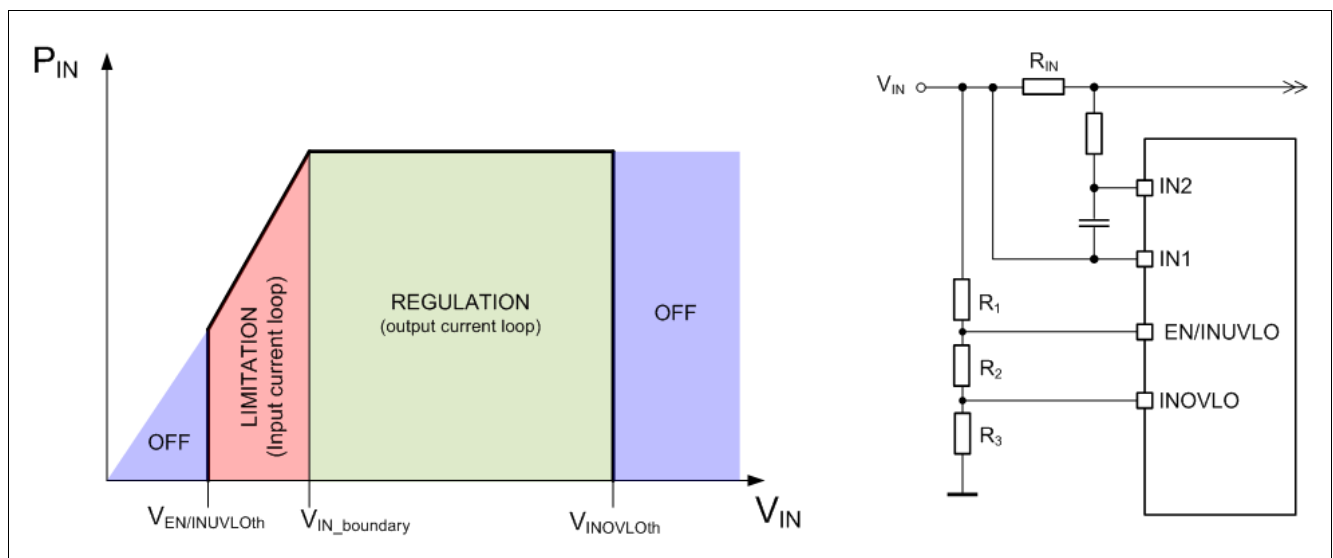 P_IN
LIMITATION
(Input current loop)
REGULATION
(output current loop)
OFF
OFF
V_EN/INUVLOth
V_IN_boundary
V_INOVLOth
V_IN
V_IN
R_IN
IN2
IN1
R_1
EN/INUVLO
R_2
INOVLO
R_3